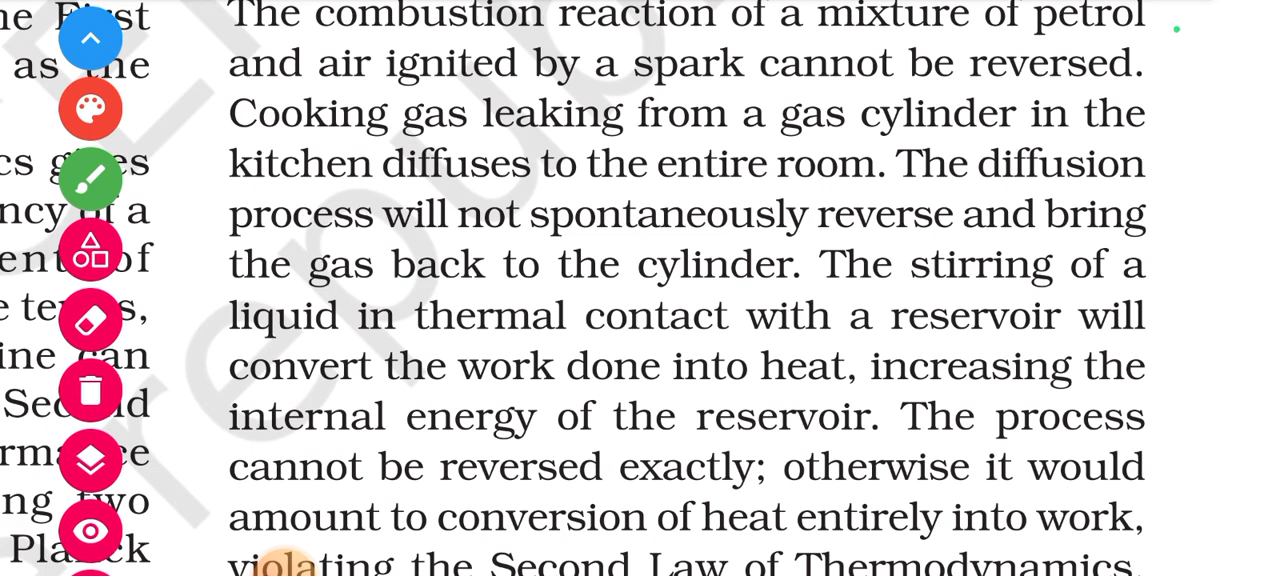 The combustion reaction of a mixture of petrol
and air ignited by a spark cannot be reversed.
Cooking gas leaking from a gas cylinder in the
kitchen diffuses to the entire room. The diffusion
process will not spontaneously reverse and bring
the gas back to the cylinder. The stirring of a
liquid in thermal contact with a reservoir will
convert the work done into heat, increasing the
internal energy of the reservoir. The process
cannot be reversed exactly; otherwise it would
amount to conversion of heat entirely into work,
violating the Second Law of Thermodynamics.